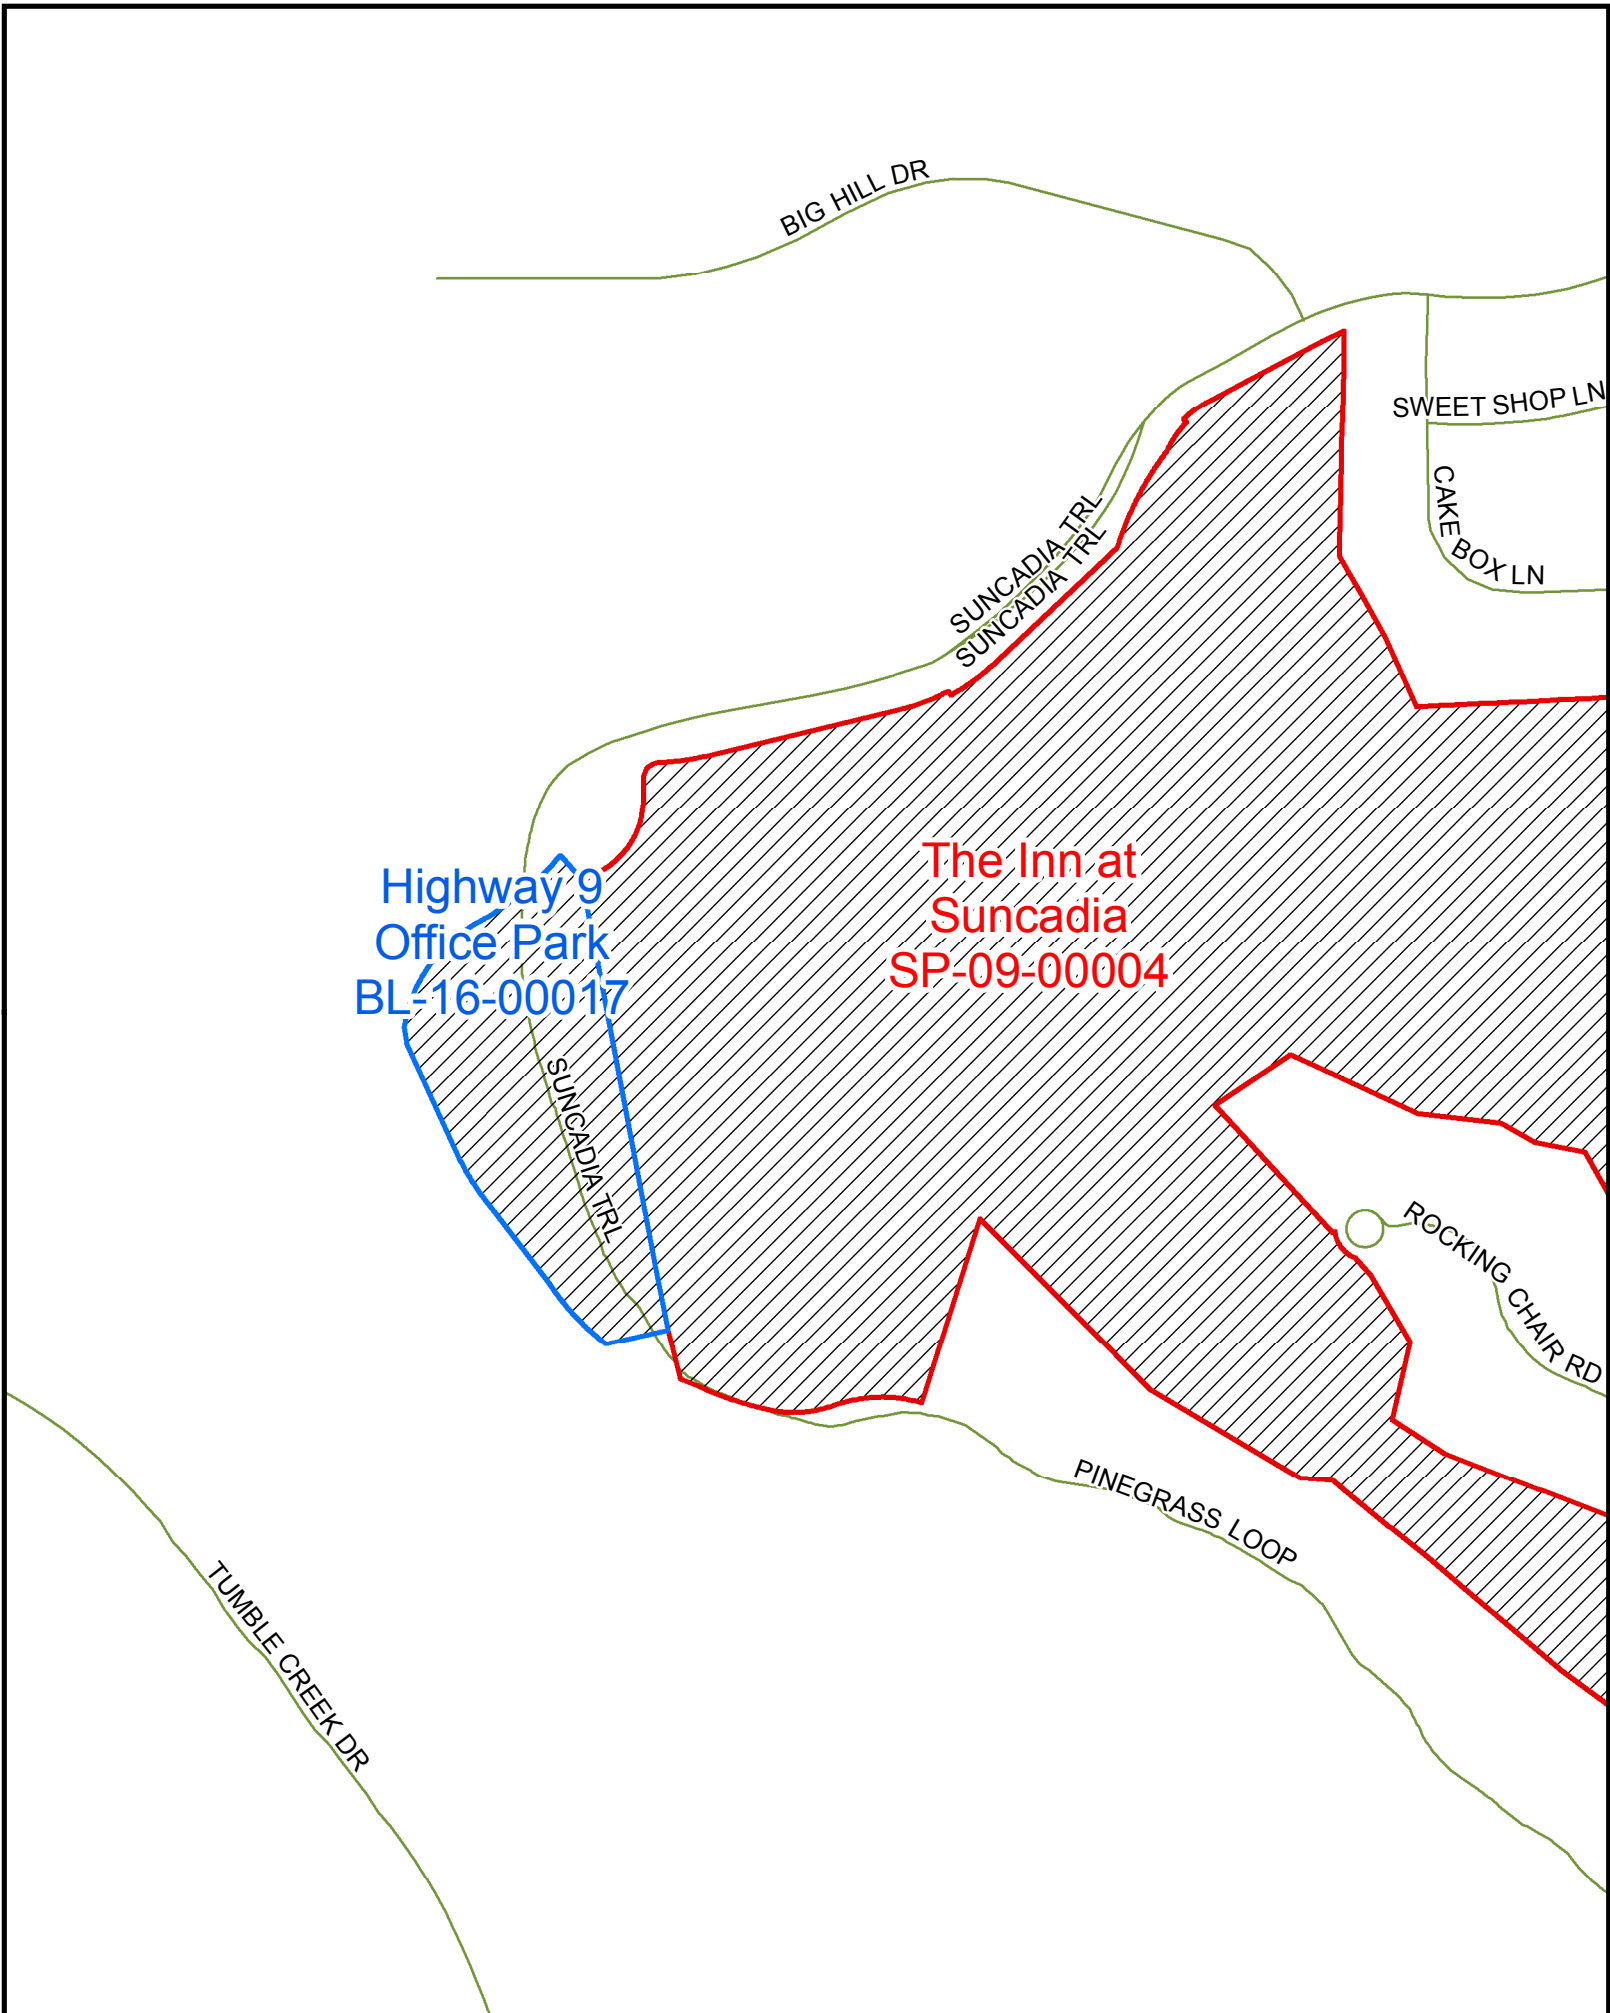 BIG HILL DR
SWEET SHOP LN
CAKE BOX LN
SUNCADIA TRL
SUNCADIA TRL
The Inn at
Suncadia
SP-09-00004
Highway 9
Office Park
BL-16-00017
SUNCADIA TRL
ROCKING CHAIR RD
PINEGRASS LOOP
TUMBLE CREEK DR